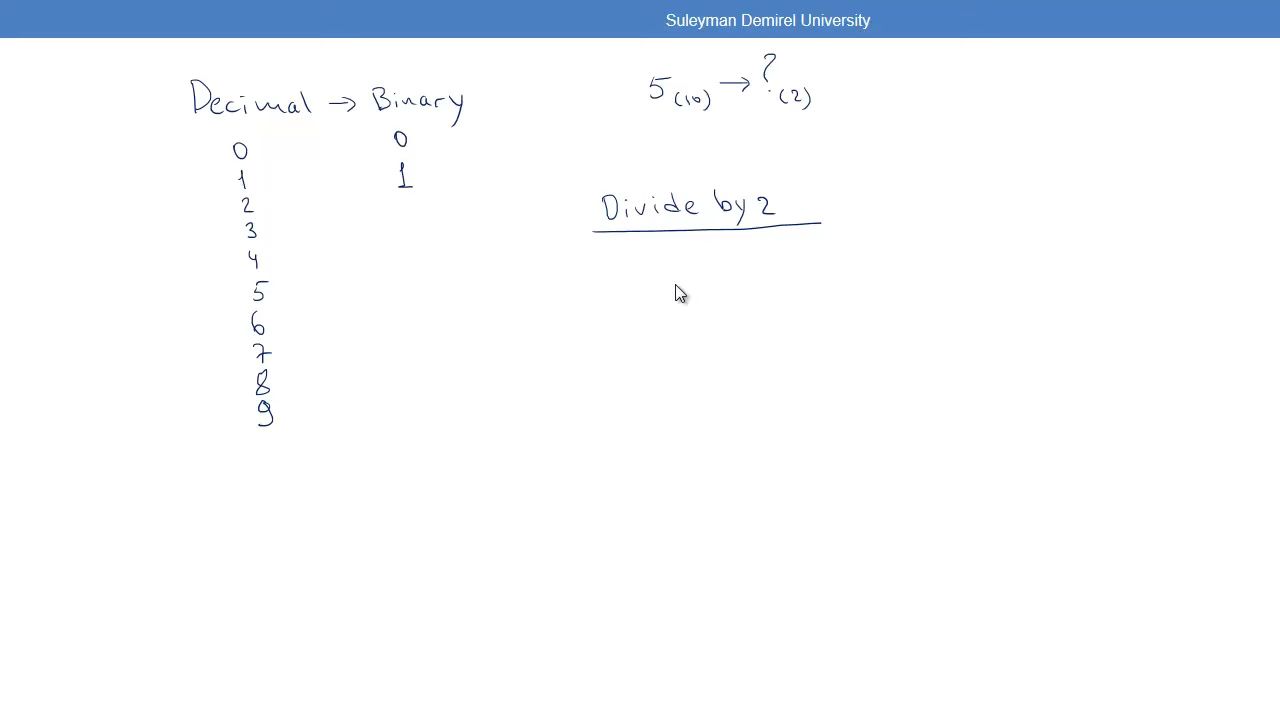 Suleyman Demirel University
Decimal → Binary
0 0
1 1
2
3
4
5
6
7
8
9
5(10) → ?(2)
Divide by 2